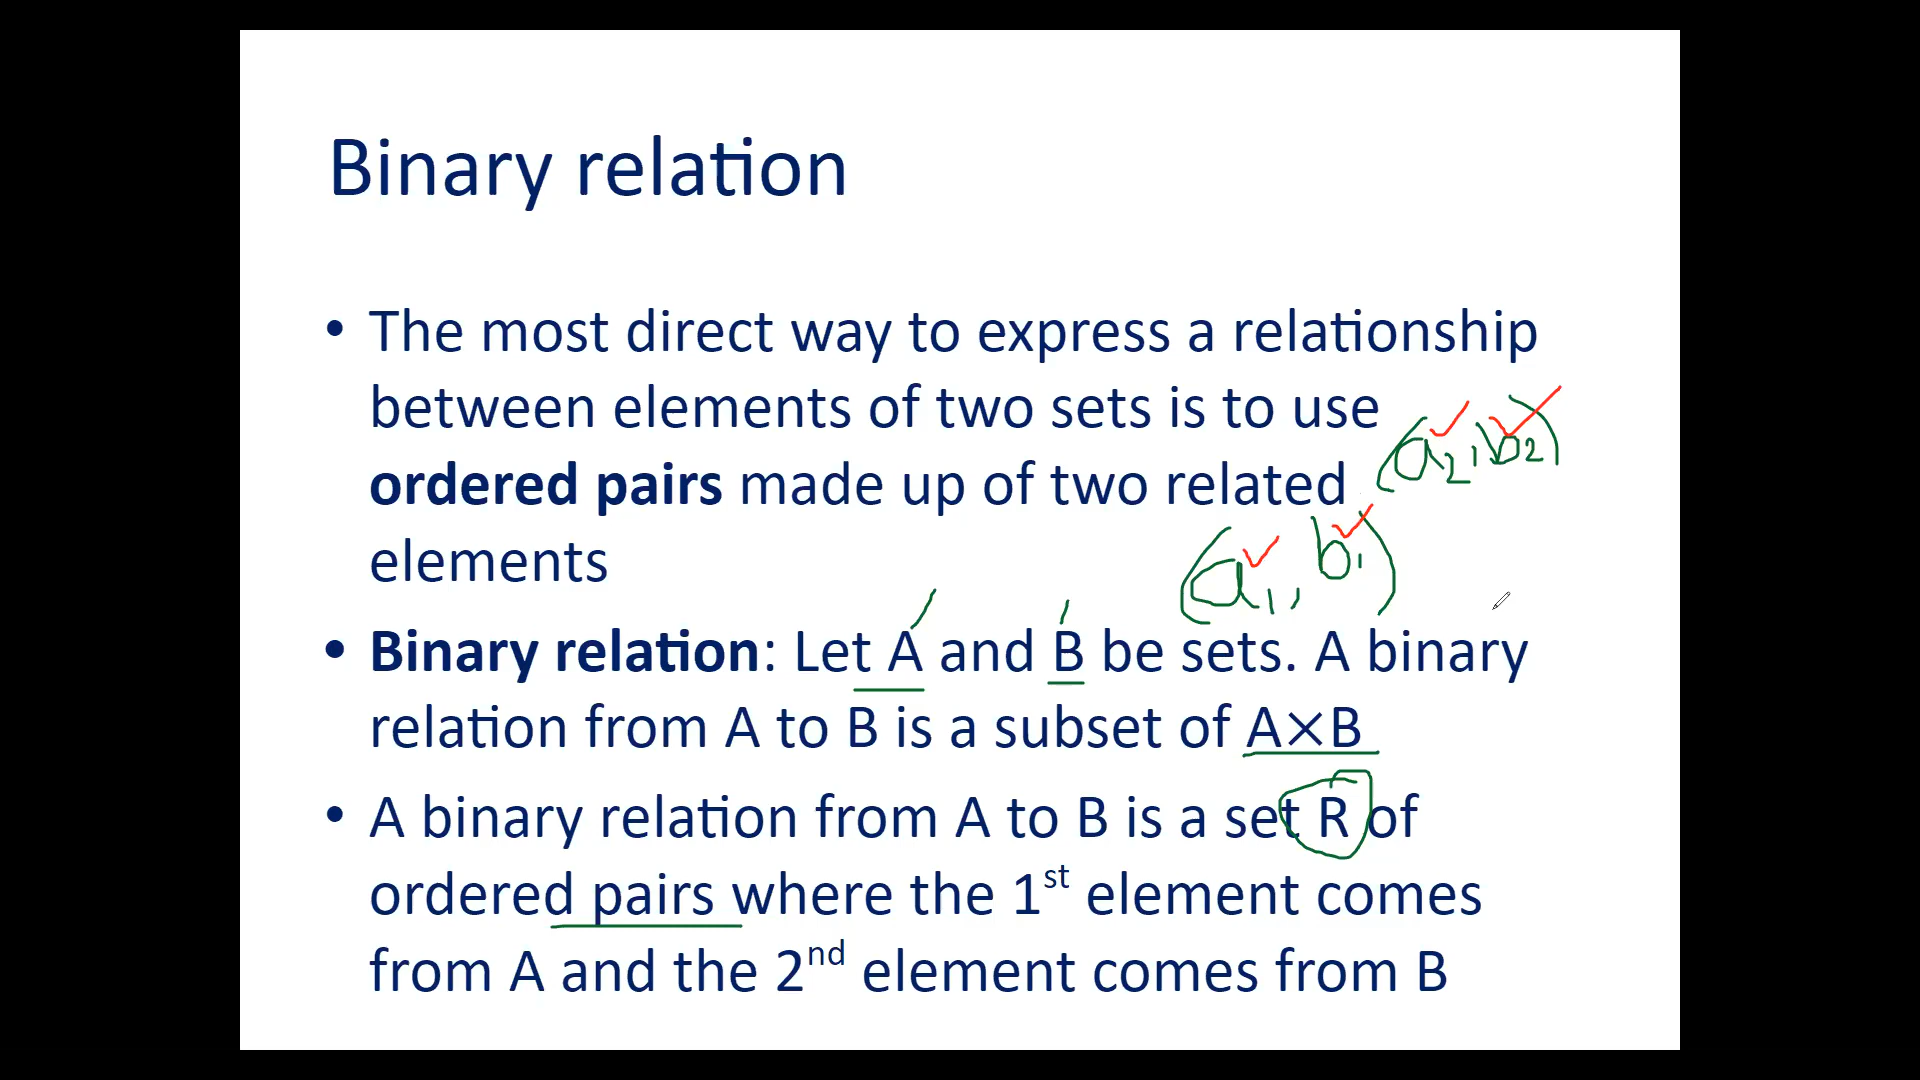 Binary relation
• The most direct way to express a relationship
between elements of two sets is to use
(a2, b2)
ordered pairs made up of two related
elements
(a1, b1)
• Binary relation: Let A and B be sets. A binary
relation from A to B is a subset of A×B
• A binary relation from A to B is a set R of
ordered pairs where the 1st element comes
from A and the 2nd element comes from B